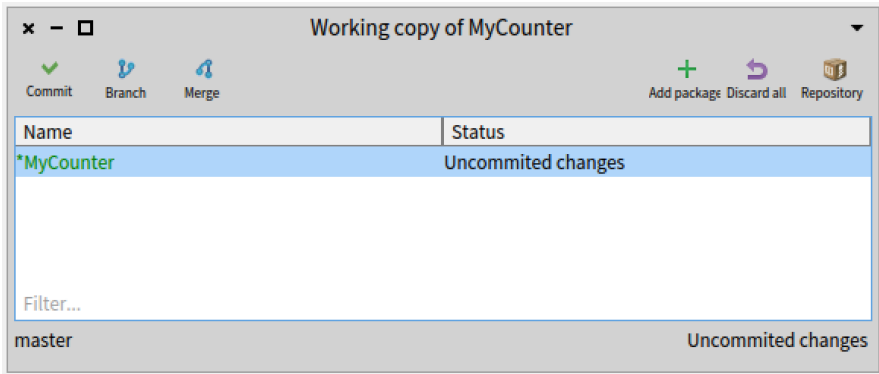 Working copy of MyCounter
Commit Branch Merge Add package Discard all Repository
Name Status
*MyCounter Uncommited changes
Filter...
master Uncommited changes